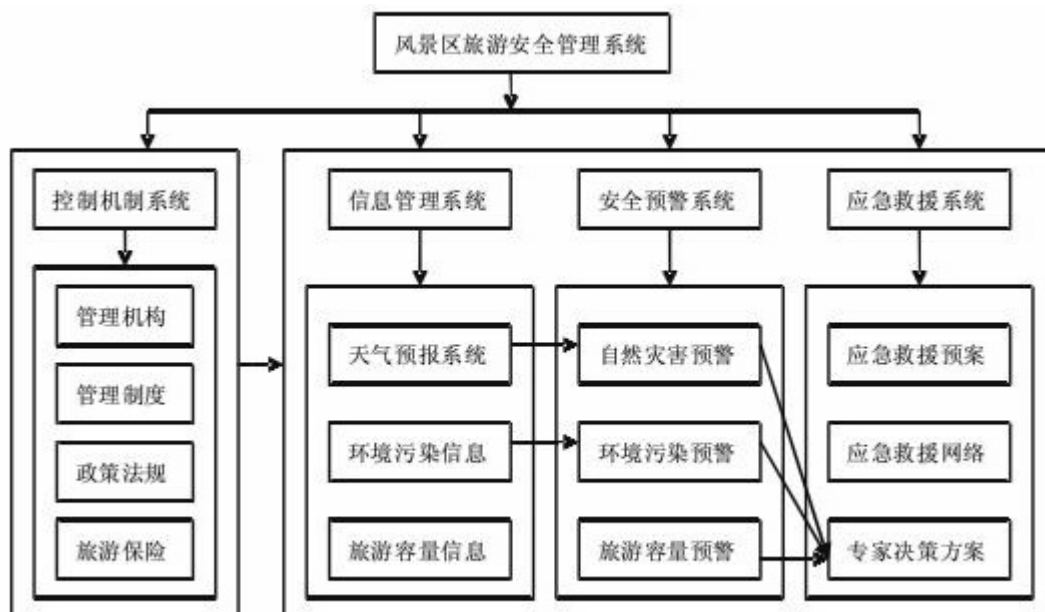 风景区旅游安全管理系统
控制机制系统
管理机构
管理制度
政策法规
旅游保险
信息管理系统
天气预报系统
环境污染信息
旅游容量信息
安全预警系统
自然灾害预警
环境污染预警
旅游容量预警
应急救援系统
应急救援预案
应急救援网络
专家决策方案